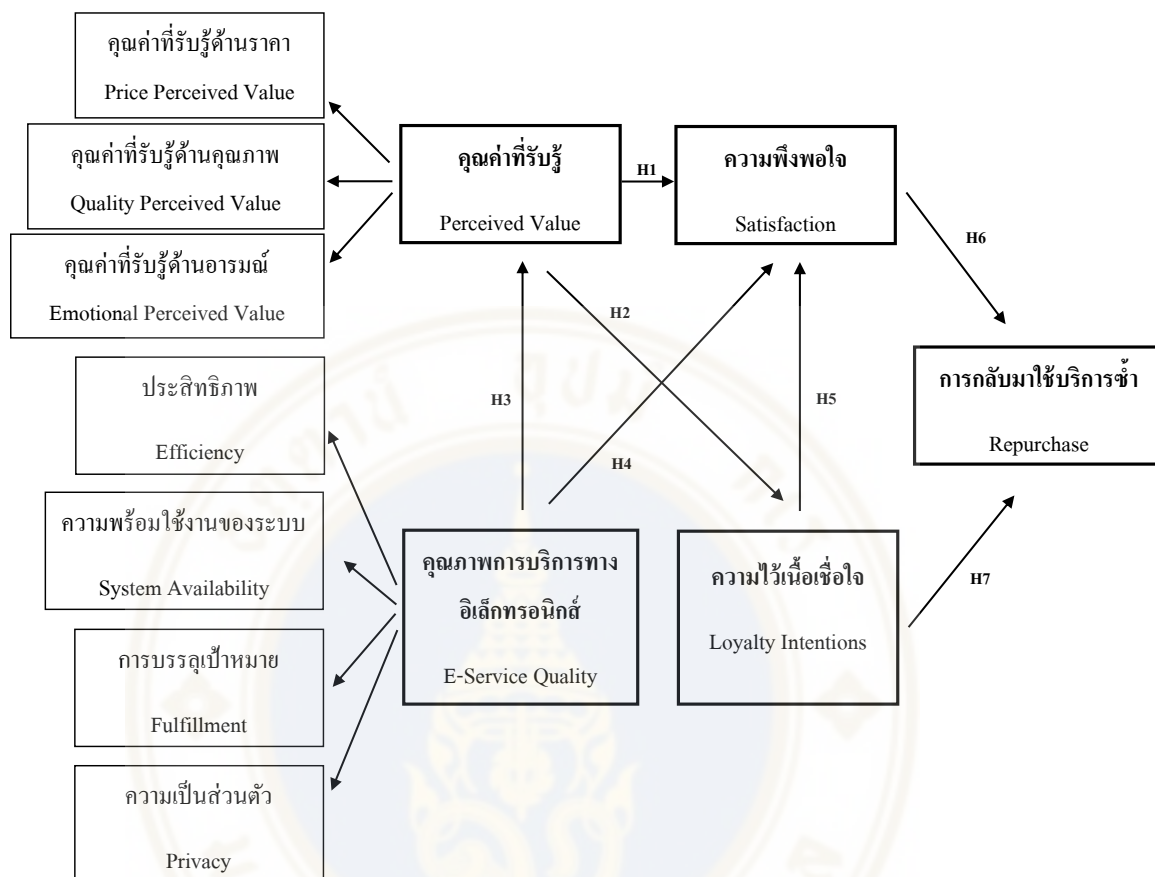 คุณค่าที่รับรู้ด้านราคา
Price Perceived Value
คุณค่าที่รับรู้ด้านคุณภาพ
Quality Perceived Value
คุณค่าที่รับรู้ด้านอารมณ์
Emotional Perceived Value
คุณค่าที่รับรู้
Perceived Value
H1
ความพึงพอใจ
Satisfaction
H6
H2
H3
H4
H5
ประสิทธิภาพ
Efficiency
ความพร้อมใช้งานของระบบ
System Availability
การบรรลุเป้าหมาย
Fulfillment
ความเป็นส่วนตัว
Privacy
คุณภาพการบริการทาง
อิเล็กทรอนิกส์
E-Service Quality
ความไว้เนื้อเชื่อใจ
Loyalty Intentions
การกลับมาใช้บริการซ้ำ
Repurchase
H7